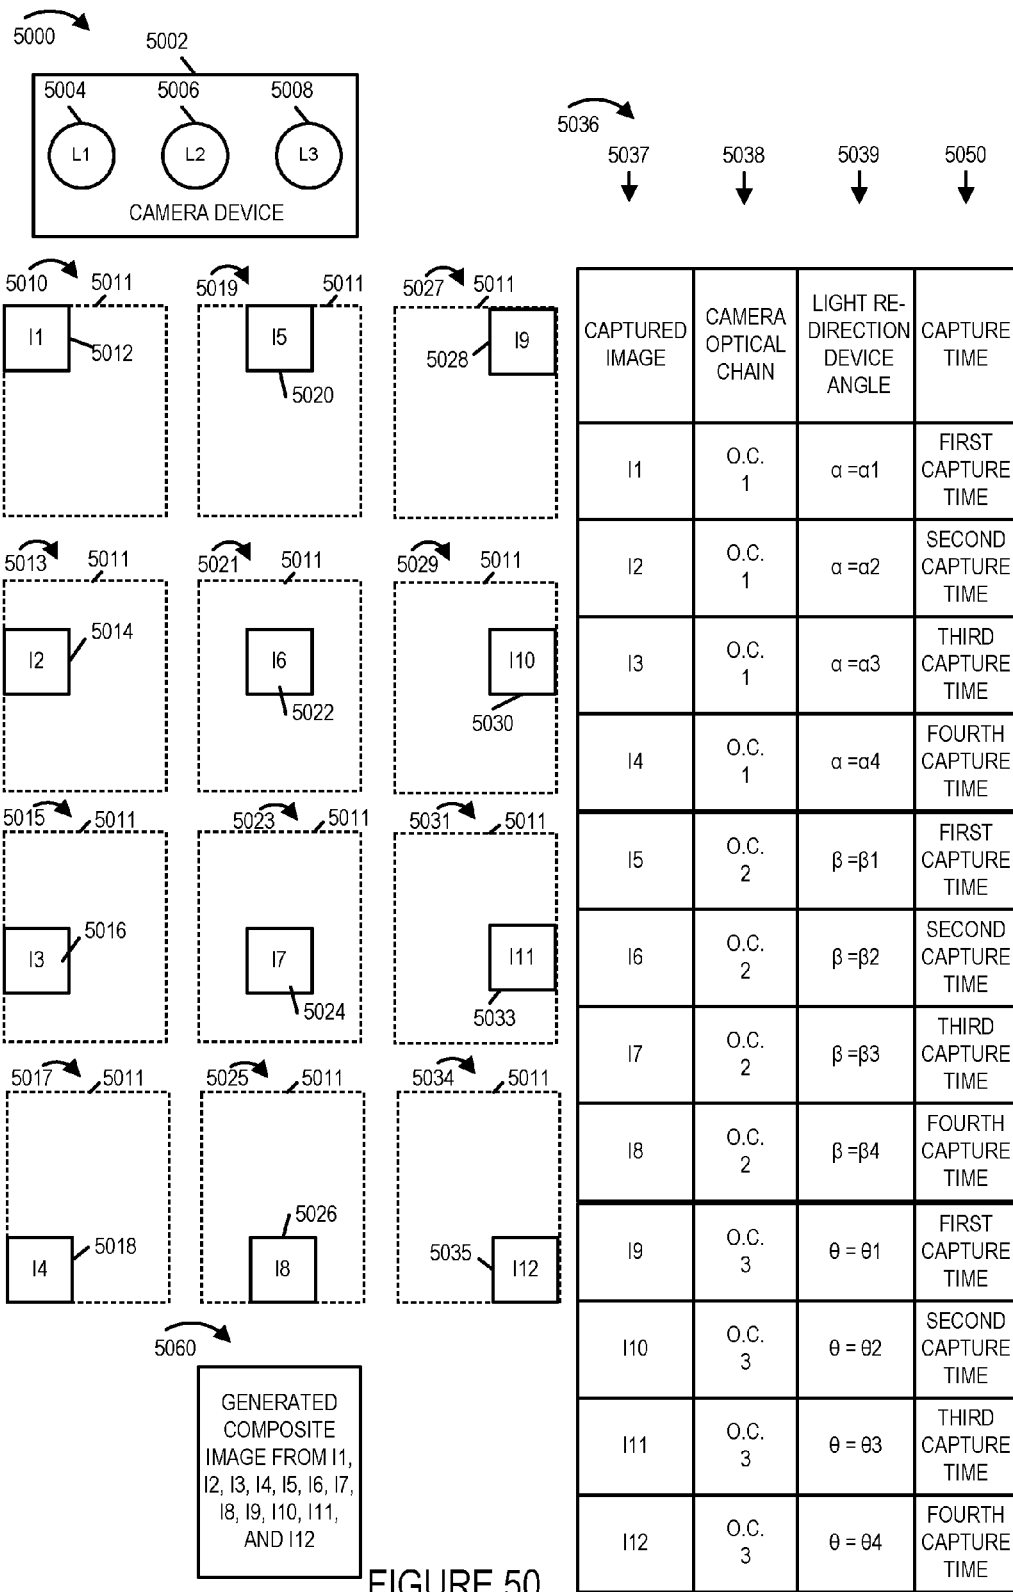 5000
5002
5004
5006
5008
L1
L2
L3
CAMERA DEVICE
5036
5037
5038
5039
5050
5010
5011
I1
5012
5019
5011
I5
5020
5027
5011
I9
5028
5013
5011
I2
5014
5021
5011
I6
5022
5029
5011
I10
5030
5015
5011
I3
5016
5023
5011
I7
5024
5031
5011
I11
5033
5017
5011
I4
5018
5025
5011
I8
5026
5034
5011
I12
5035
5060
GENERATED
COMPOSITE
IMAGE FROM I1,
I2, I3, I4, I5, I6, I7,
I8, I9, I10, I11,
AND I12
CAPTURED
IMAGE
CAMERA
OPTICAL
CHAIN
LIGHT RE-
DIRECTION
DEVICE
ANGLE
CAPTURE
TIME
I1
O.C.
1
α =α1
FIRST
CAPTURE
TIME
I2
O.C.
1
α =α2
SECOND
CAPTURE
TIME
I3
O.C.
1
α =α3
THIRD
CAPTURE
TIME
I4
O.C.
1
α =α4
FOURTH
CAPTURE
TIME
I5
O.C.
2
β =β1
FIRST
CAPTURE
TIME
I6
O.C.
2
β =β2
SECOND
CAPTURE
TIME
I7
O.C.
2
β =β3
THIRD
CAPTURE
TIME
I8
O.C.
2
β =β4
FOURTH
CAPTURE
TIME
I9
O.C.
3
θ = θ1
FIRST
CAPTURE
TIME
I10
O.C.
3
θ = θ2
SECOND
CAPTURE
TIME
I11
O.C.
3
θ = θ3
THIRD
CAPTURE
TIME
I12
O.C.
3
θ = θ4
FOURTH
CAPTURE
TIME
FIGURE 50